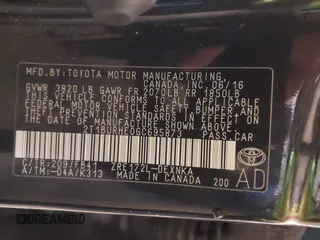 MFD.BY:TOYOTA MOTOR MANUFACTURING
CANADA,INC 06/16
GVWR 3820 LB GAWR FR 2020LB RR 1850LB
THIS VEHICLE CONFORMS TO ALL APPLICABLE
FEDERAL MOTOR VEHICLE SAFETY, BUMPER AND
THEFT PREVENTION STANDARDS IN EFFECT ON
THE DATE OF MANUFACTURE SHOWN ABOVE.
2T1BURHE0GC695873 PASS CAR
C/TR:209/FB41 ZRE172L-DEXNKA
A/TM:-04A/K313 MADE IN CANADA 200
AD
DREAMBID